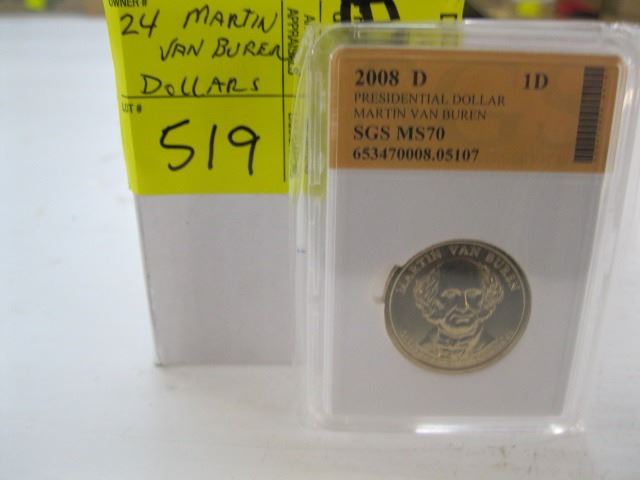 OWNER #
24 MARTIN
VAN BUREN
DOLLARS
LOT #
519
2008 D 1D
PRESIDENTIAL DOLLAR
MARTIN VAN BUREN
SGS MS70
653470008.05107
MARTIN VAN BUREN